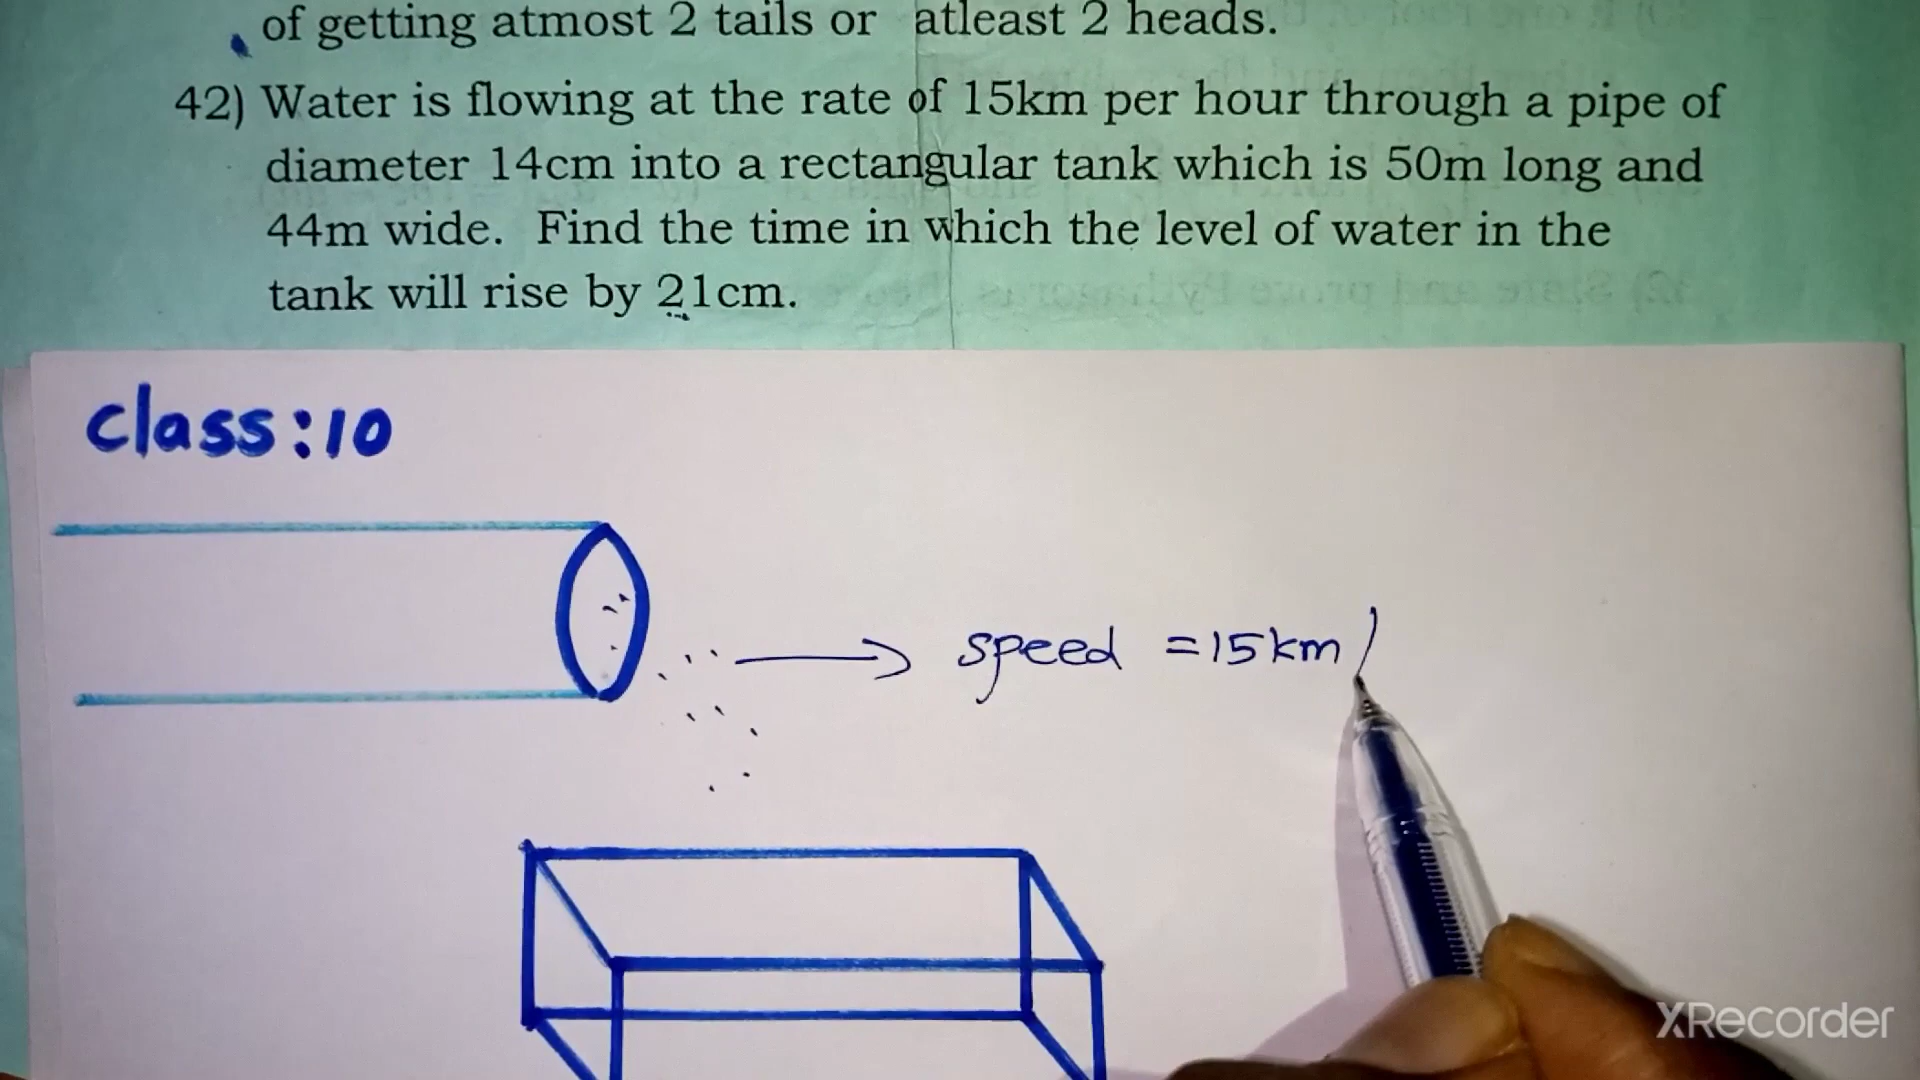 of getting atmost 2 tails or atleast 2 heads.
42) Water is flowing at the rate of 15km per hour through a pipe of
diameter 14cm into a rectangular tank which is 50m long and
44m wide. Find the time in which the level of water in the
tank will rise by 21cm.
class:10
speed =15km/
XRecorder